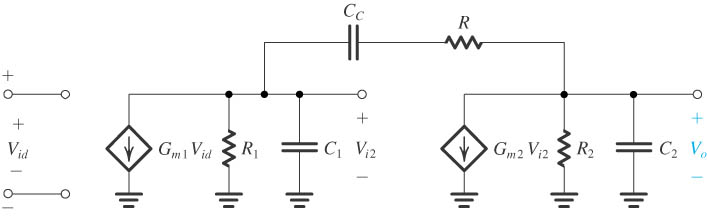 C_C
R
+
+
V_id
−
−
G_m1 V_id
R_1
C_1
+
V_i2
−
G_m2 V_i2
R_2
C_2
+
V_o
−